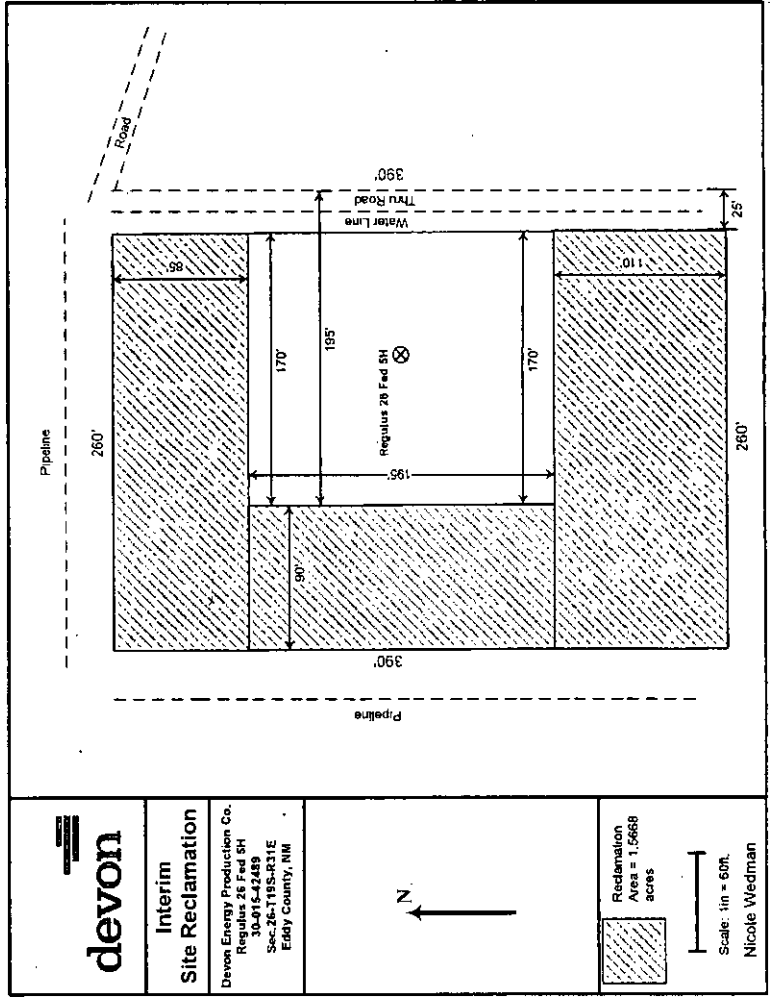 devon
Interim
Site Reclamation
Devon Energy Production Co.
Regulus 26 Fed 5H
30-015-42489
Sec.26-T19S-R31E
Eddy County, NM
N
Reclamation
Area = 1.5668
acres
Scale: 1in = 60ft.
Nicole Wedman
Pipeline
Road
260'
85'
170'
195'
390'
Thru Road
Water Line
Regulus 26 Fed 5H
195'
90'
390'
Pipeline
170'
110'
25'
260'